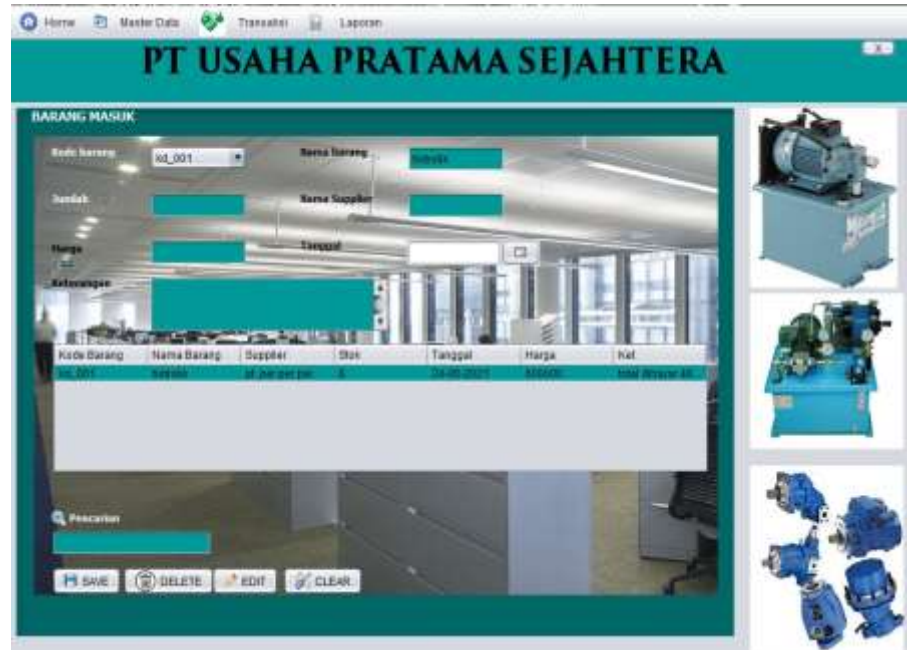 Home Master Data Transaksi Laporan
PT USAHA PRATAMA SEJAHTERA
X
BARANG MASUK
Kode barang kd_001 Nama Barang
Jumlah Nama Supplier
Harga Tanggal
Keterangan
Kode Barang Nama Barang Supplier Stok Tanggal Harga Ket
kd_001
Pencarian
SAVE DELETE EDIT CLEAR